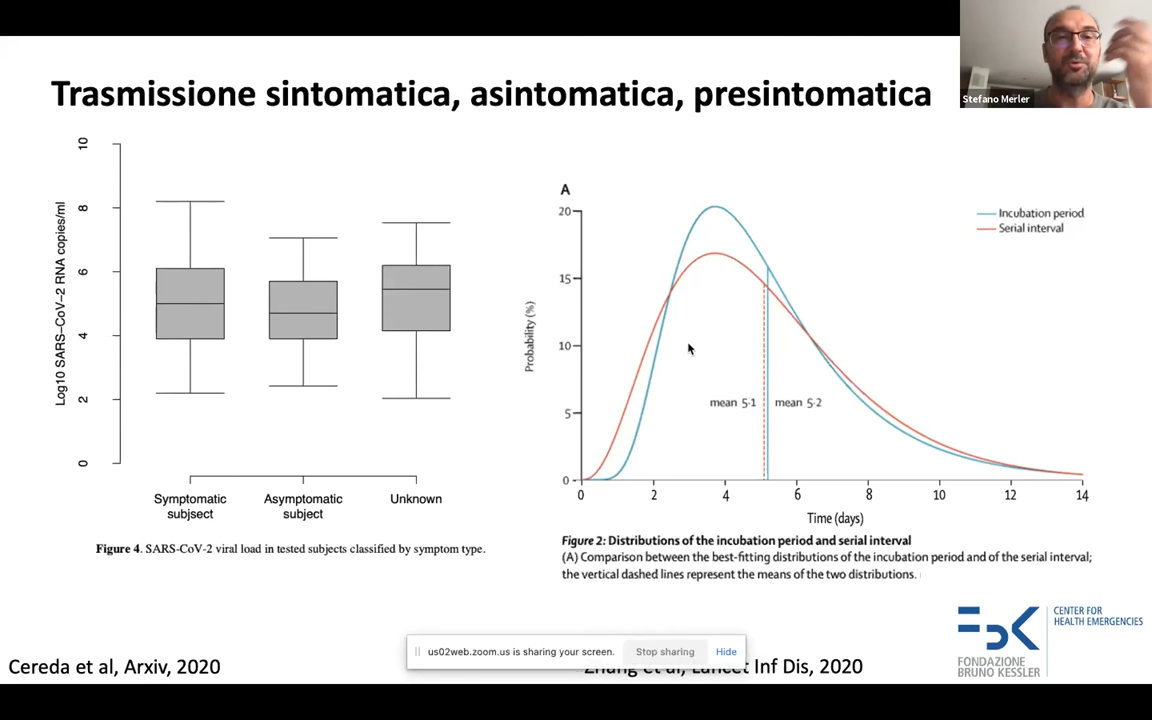 Stefano Merler
Trasmissione sintomatica, asintomatica, presintomatica
10
8
6
4
2
0
Log10 SARS−CoV−2 RNA copies/ml
Symptomatic
subjsect
Asymptomatic
subject
Unknown
Figure 4. SARS-CoV-2 viral load in tested subjects classified by symptom type.
A
20
15
10
5
0
Probability (%)
Incubation period
Serial interval
mean 5·1
mean 5·2
0
2
4
6
8
10
12
14
Time (days)
Figure 2: Distributions of the incubation period and serial interval
(A) Comparison between the best-fitting distributions of the incubation period and of the serial interval;
the vertical dashed lines represent the means of the two distributions.
CENTER FOR
HEALTH EMERGENCIES
FONDAZIONE
BRUNO KESSLER
us02web.zoom.us is sharing your screen.
Stop sharing
Hide
Cereda et al, Arxiv, 2020
Zhang et al, Lancet Inf Dis, 2020